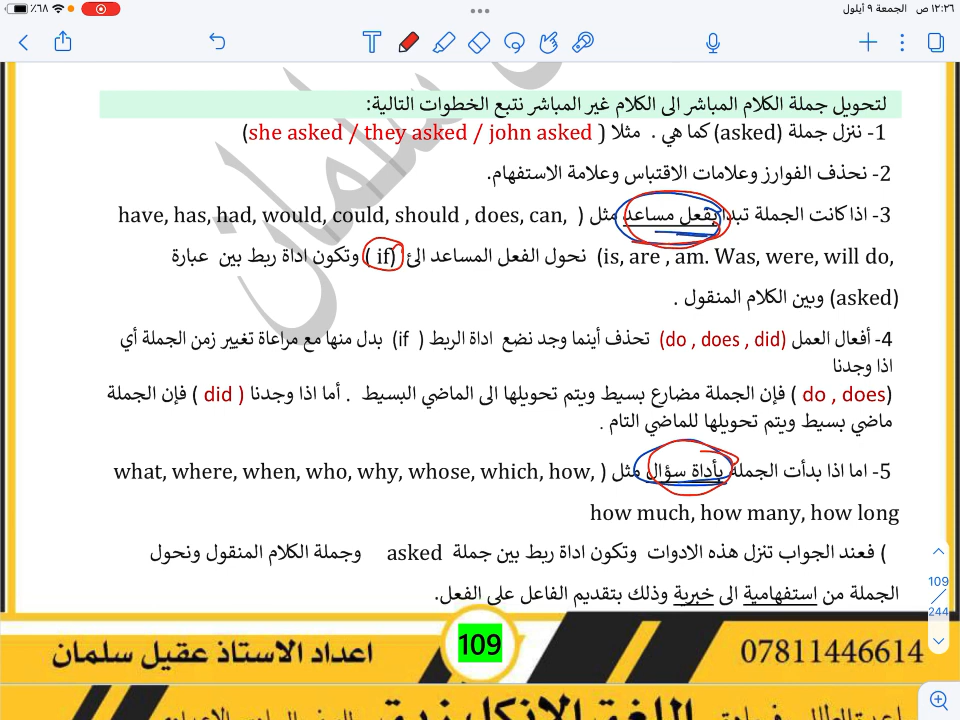 ١٢:٢٦ ص الجمعة ٩ أيلول
٪٦٨
لتحويل جملة الكلام المباشر الى الكلام غير المباشر نتبع الخطوات التالية:
1- ننزل جملة (asked) كما هي . مثلا ( she asked / they asked / john asked)
2- نحذف الفوارز وعلامات الاقتباس وعلامة الاستفهام.
3- اذا كانت الجملة تبدا بفعل مساعد مثل ( have, has, had, would, could, should , does, can,
is, are , am. Was, were, will do,) نحول الفعل المساعد الئ (if ) وتكون اداة ربط بين عبارة
(asked) وبين الكلام المنقول .
4- أفعال العمل (do , does , did) تحذف أينما وجد نضع اداة الربط ( if) بدل منها مع مراعاة تغيير زمن الجملة أي
اذا وجدنا
(do , does ) فإن الجملة مضارع بسيط ويتم تحويلها الى الماضي البسيط . أما اذا وجدنا ( did ) فإن الجملة
ماضي بسيط ويتم تحويلها للماضي التام .
5- اما اذا بدأت الجملة بأداة سؤال مثل ( what, where, when, who, why, whose, which, how,
how much, how many, how long
) فعند الجواب تنزل هذه الادوات وتكون اداة ربط بين جملة asked وجملة الكلام المنقول ونحول
الجملة من استفهامية الى خبرية وذلك بتقديم الفاعل على الفعل.
109
244
07811446614
109
اعداد الاستاذ عقيل سلمان